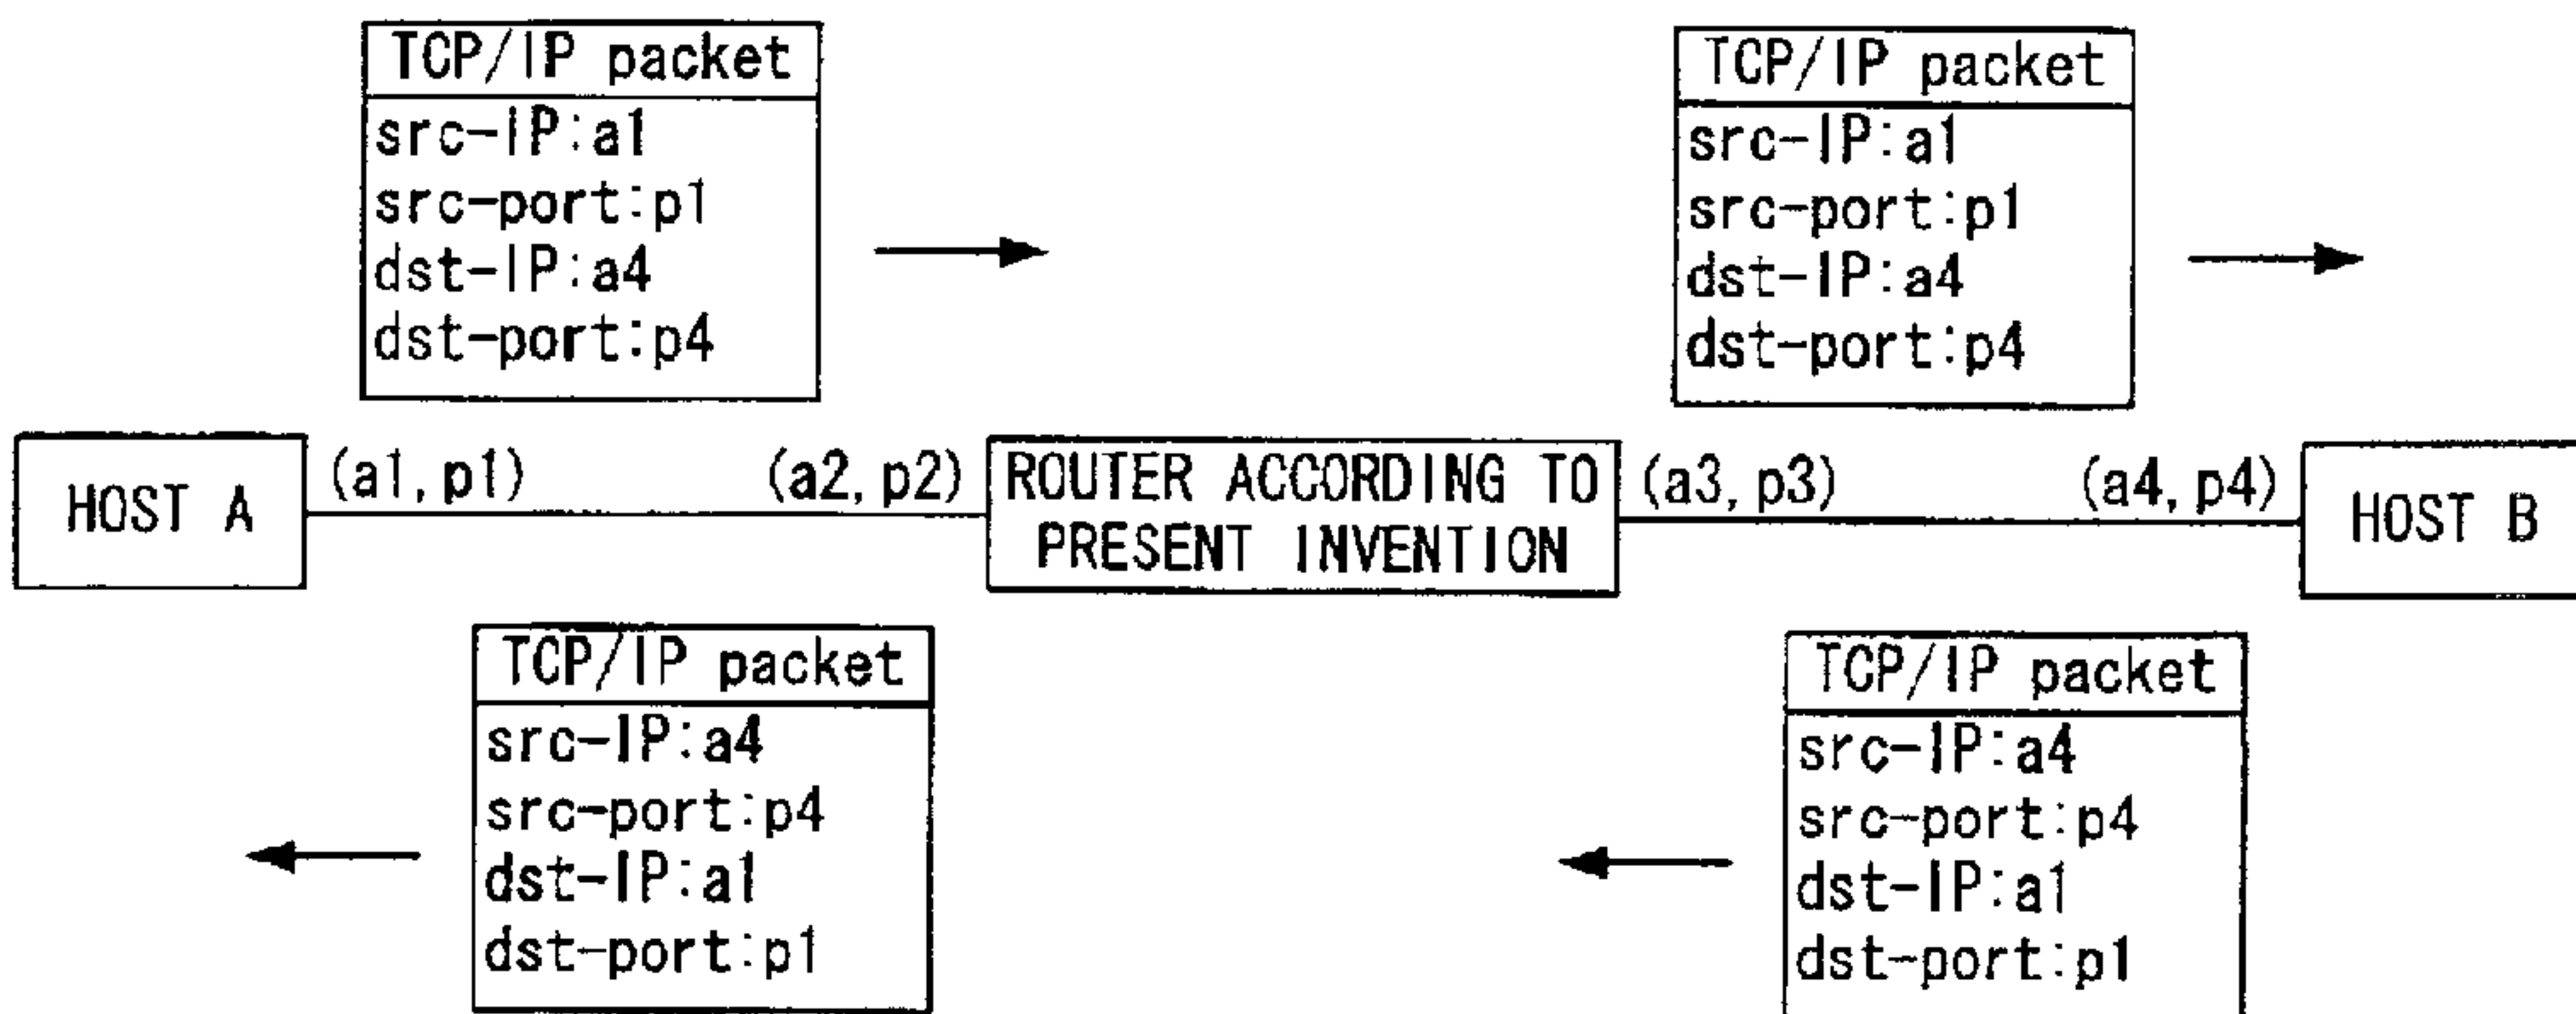 TCP/IP packet
src-IP:a1
src-port:p1
dst-IP:a4
dst-port:p4
TCP/IP packet
src-IP:a1
src-port:p1
dst-IP:a4
dst-port:p4
HOST A
(a1, p1)
(a2, p2)
ROUTER ACCORDING TO
PRESENT INVENTION
(a3, p3)
(a4, p4)
HOST B
TCP/IP packet
src-IP:a4
src-port:p4
dst-IP:a1
dst-port:p1
TCP/IP packet
src-IP:a4
src-port:p4
dst-IP:a1
dst-port:p1